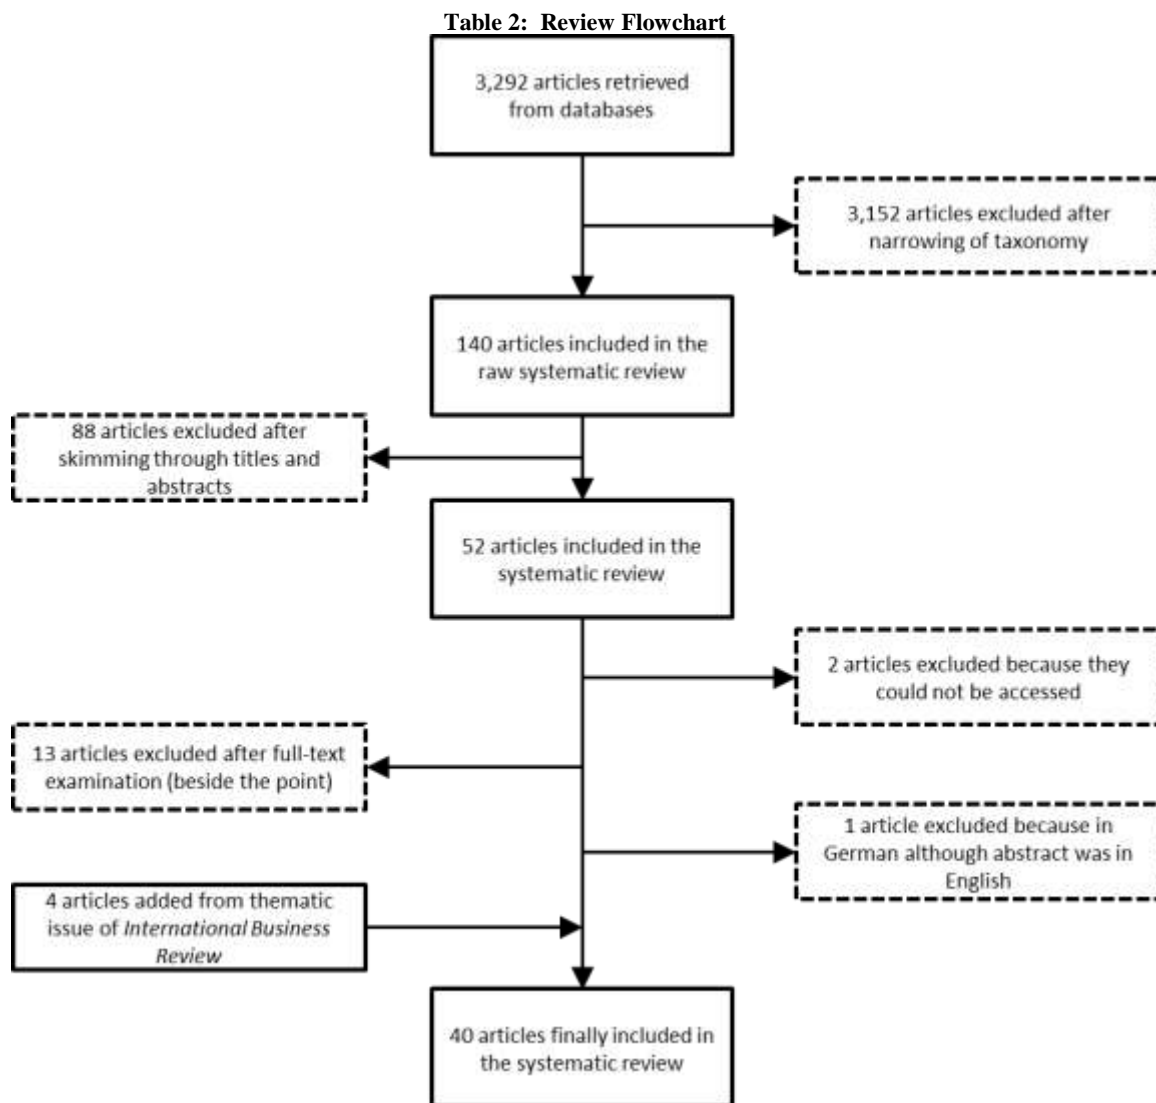 Table 2:  Review Flowchart
3,292 articles retrieved
from databases
3,152 articles excluded after
narrowing of taxonomy
140 articles included in the
raw systematic review
88 articles excluded after
skimming through titles and
abstracts
52 articles included in the
systematic review
2 articles excluded because they
could not be accessed
13 articles excluded after full-text
examination (beside the point)
1 article excluded because in
German although abstract was in
English
4 articles added from thematic
issue of International Business
Review
40 articles finally included in
the systematic review